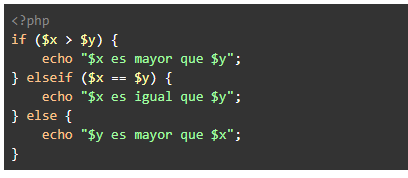 <?php
if ($x > $y) {
    echo "$x es mayor que $y";
} elseif ($x == $y) {
    echo "$x es igual que $y";
} else {
    echo "$y es mayor que $x";
}